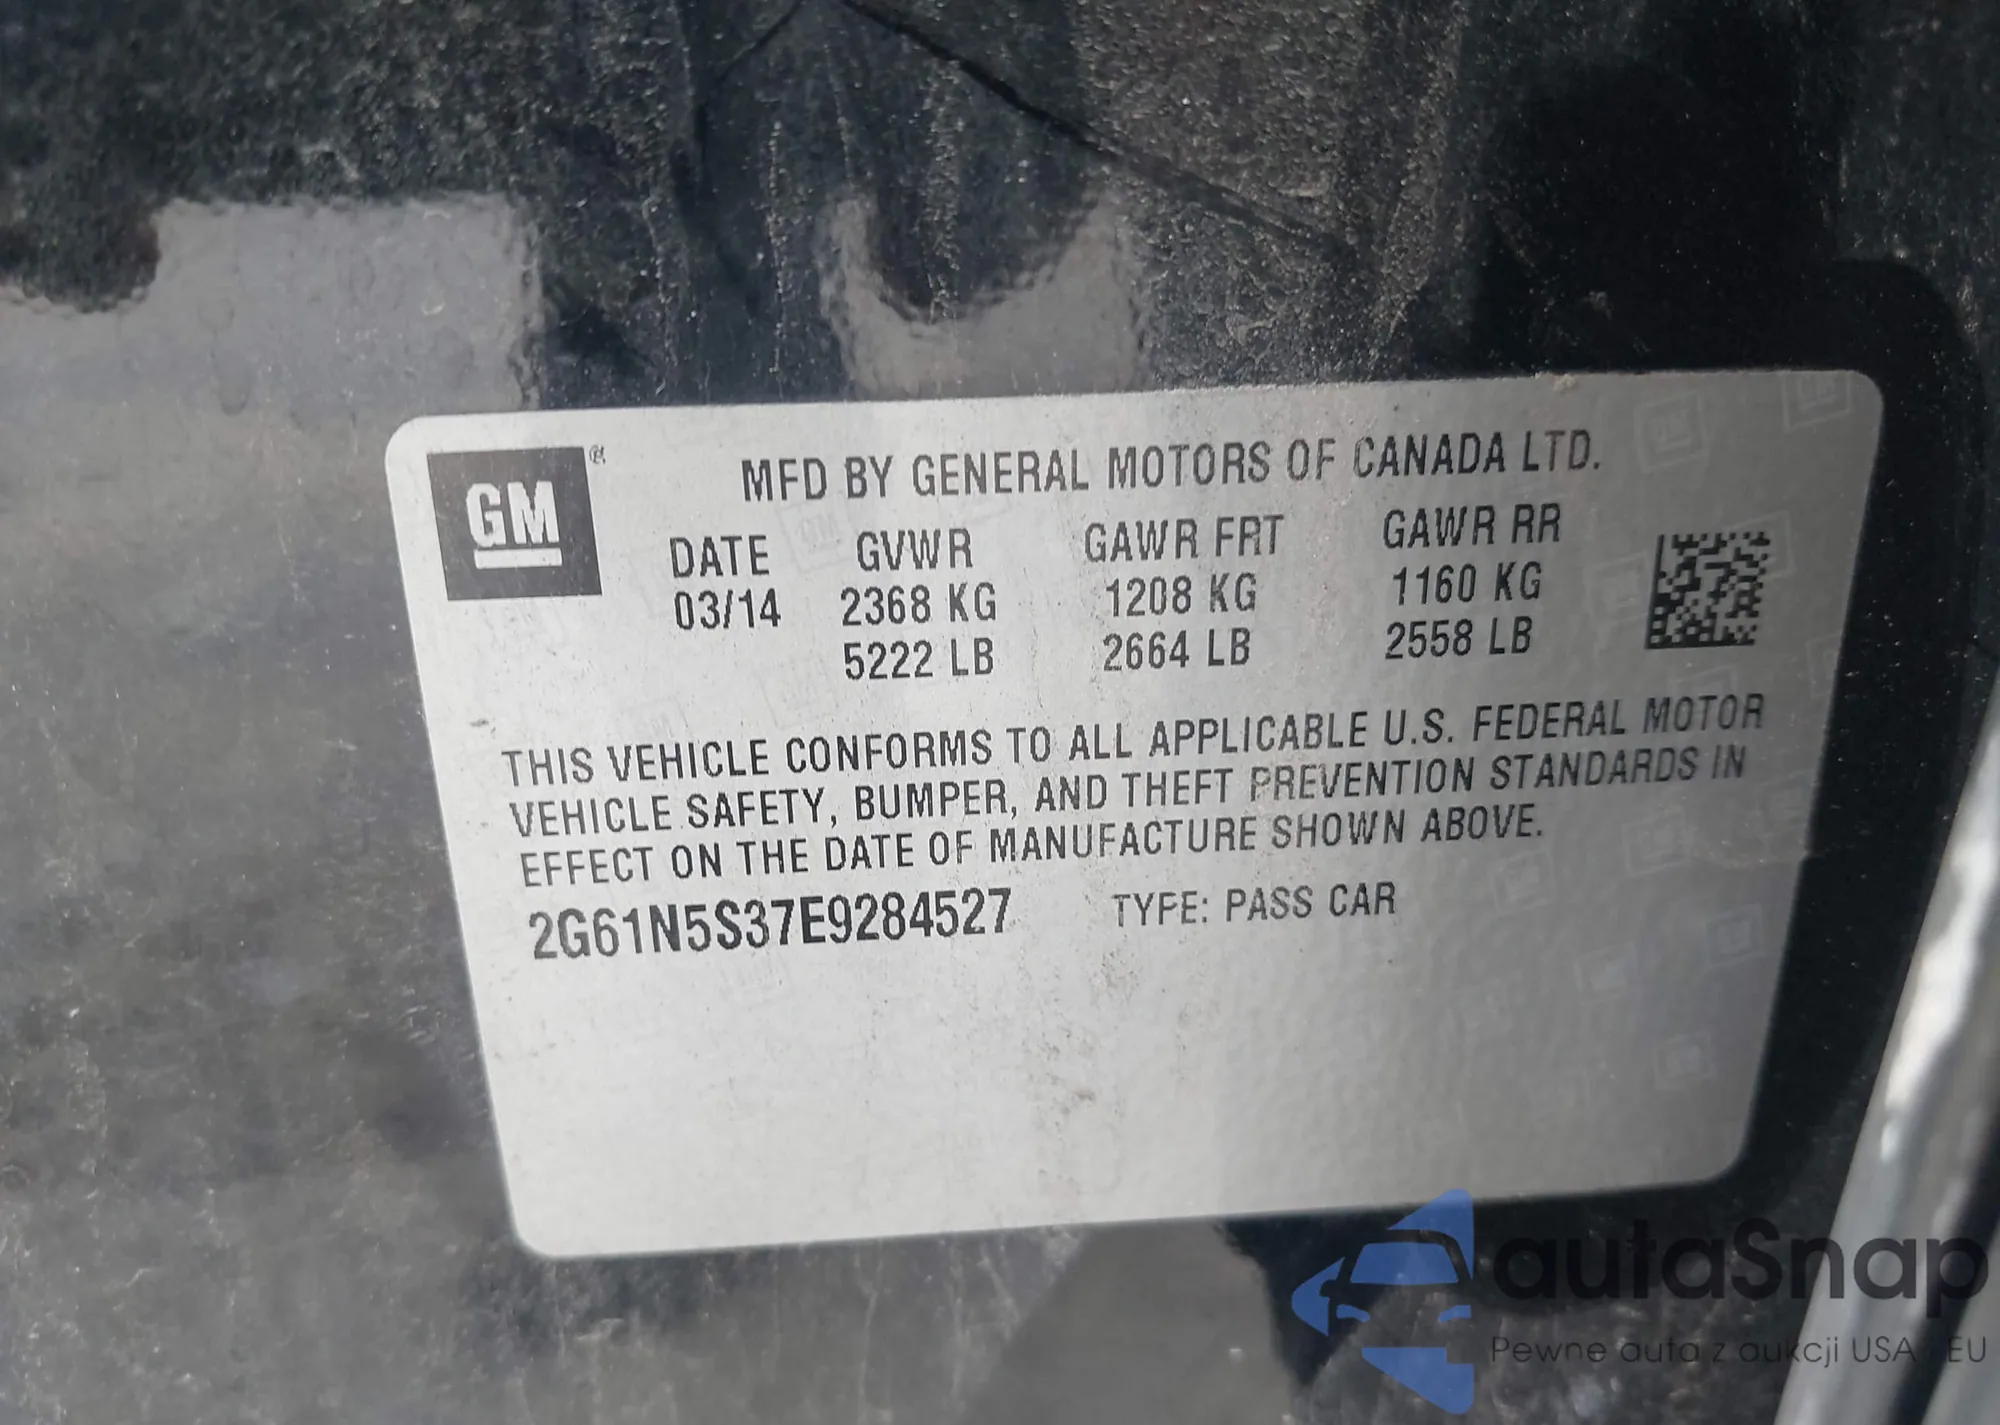 GM ®
MFD BY GENERAL MOTORS OF CANADA LTD.
DATE GVWR GAWR FRT GAWR RR
03/14 2368 KG 1208 KG 1160 KG
5222 LB 2664 LB 2558 LB
THIS VEHICLE CONFORMS TO ALL APPLICABLE U.S. FEDERAL MOTOR
VEHICLE SAFETY, BUMPER, AND THEFT PREVENTION STANDARDS IN
EFFECT ON THE DATE OF MANUFACTURE SHOWN ABOVE.
2G61N5S37E9284527 TYPE: PASS CAR
autaSnap
Pewne auta z aukcji USA i EU